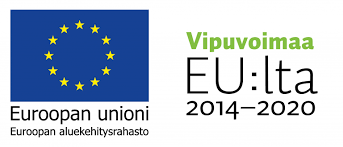 Euroopan unioni
Euroopan aluekehitysrahasto
Vipuvoimaa
EU:lta
2014–2020